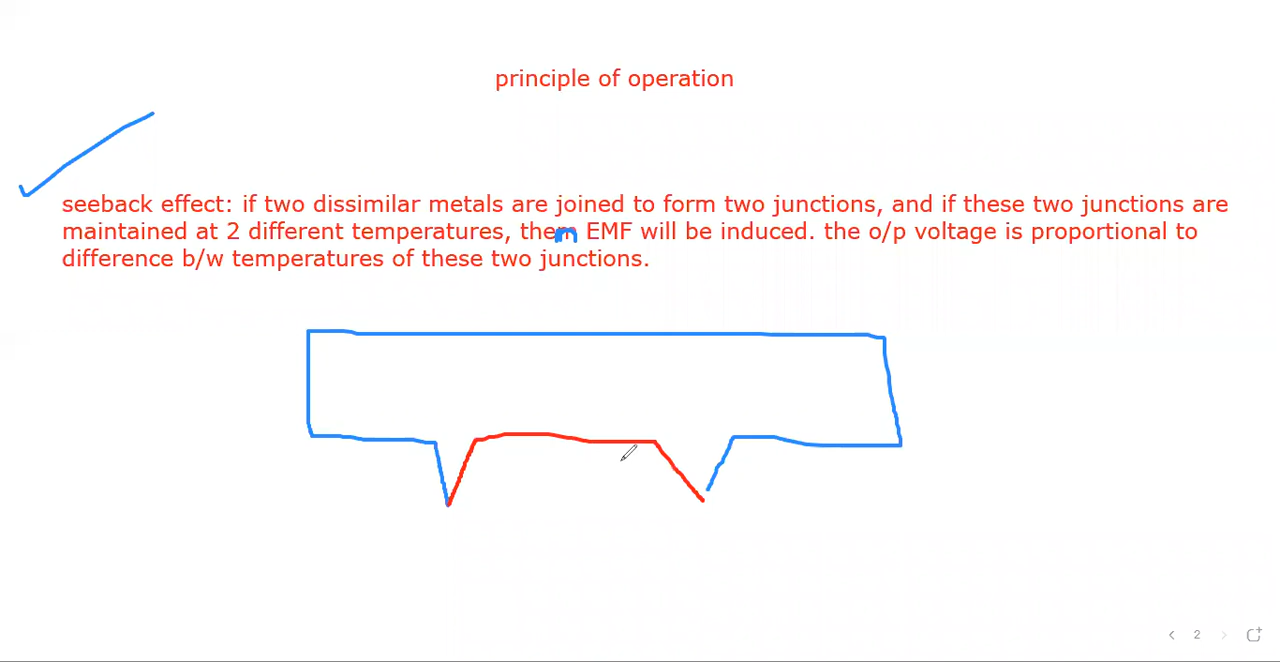 principle of operation
seeback effect: if two dissimilar metals are joined to form two junctions, and if these two junctions are
maintained at 2 different temperatures, then EMF will be induced. the o/p voltage is proportional to
difference b/w temperatures of these two junctions.
2